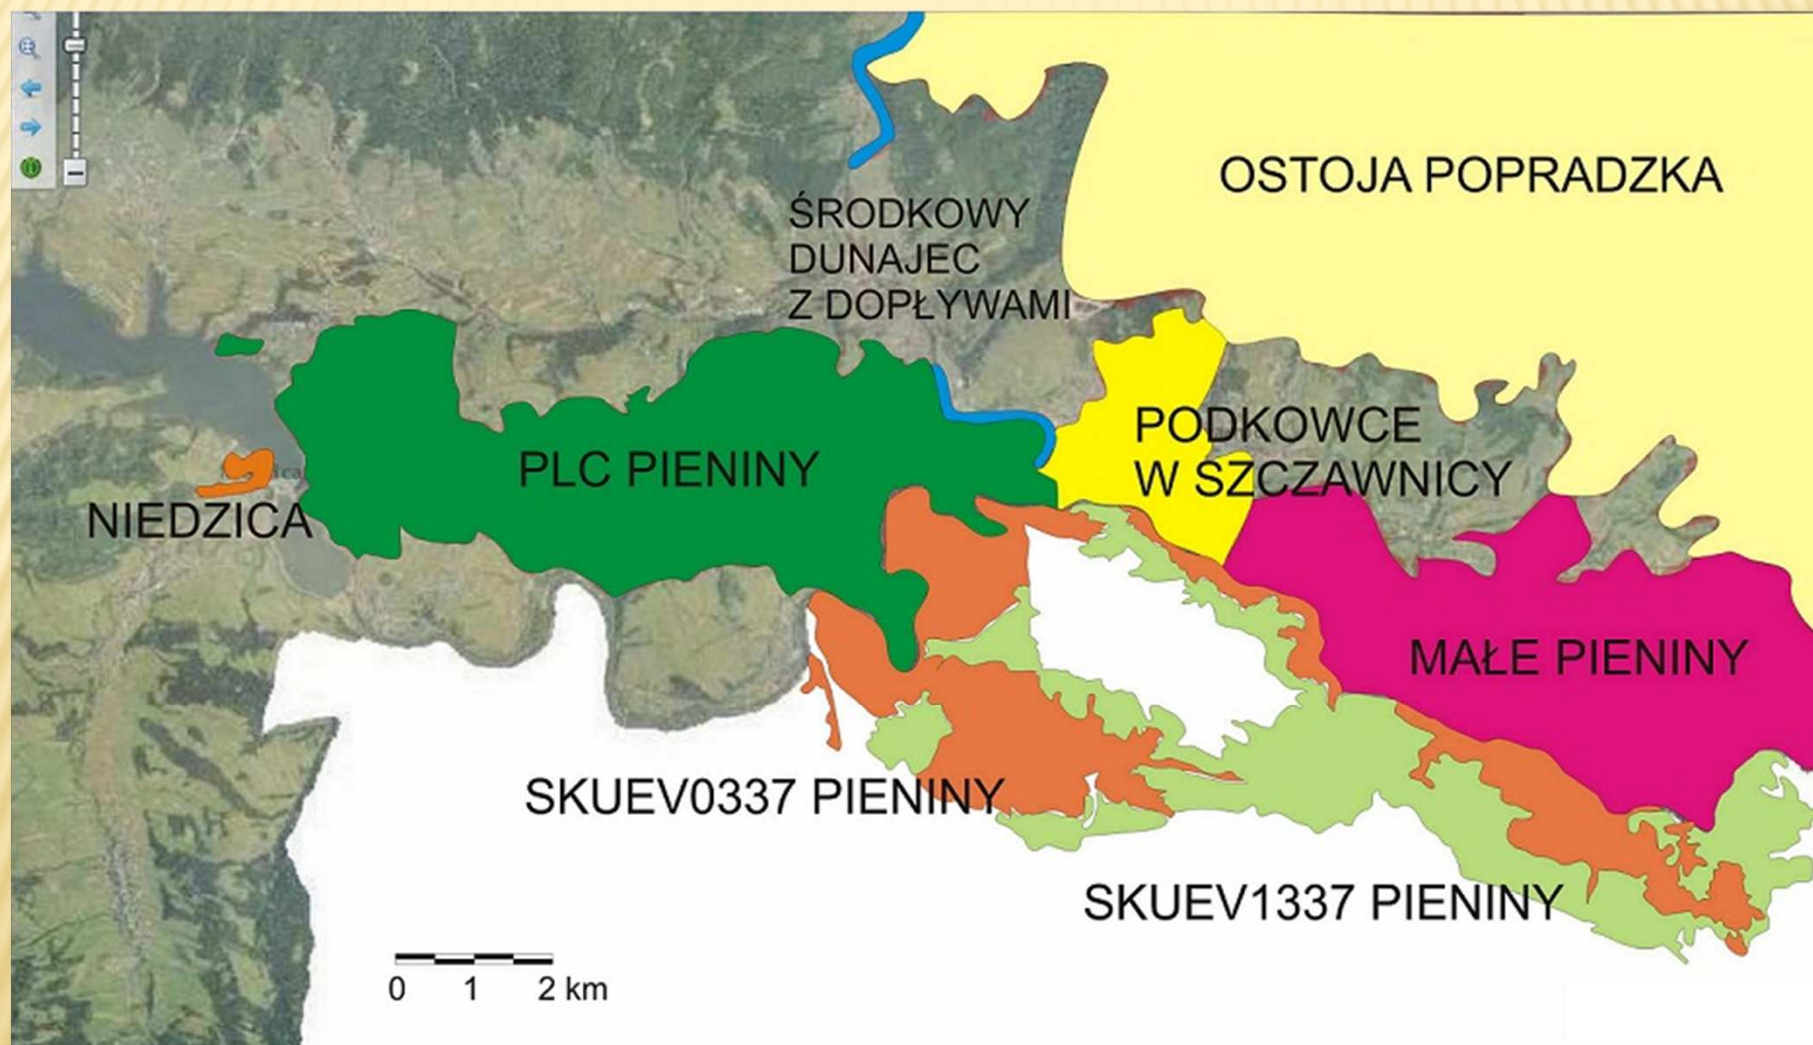 OSTOJA POPRADZKA
ŚRODKOWY
DUNAJEC
Z DOPŁYWAMI
PODKOWCE
W SZCZAWNICY
PLC PIENINY
NIEDZICA
MAŁE PIENINY
SKUEV0337 PIENINY
SKUEV1337 PIENINY
0 1 2 km